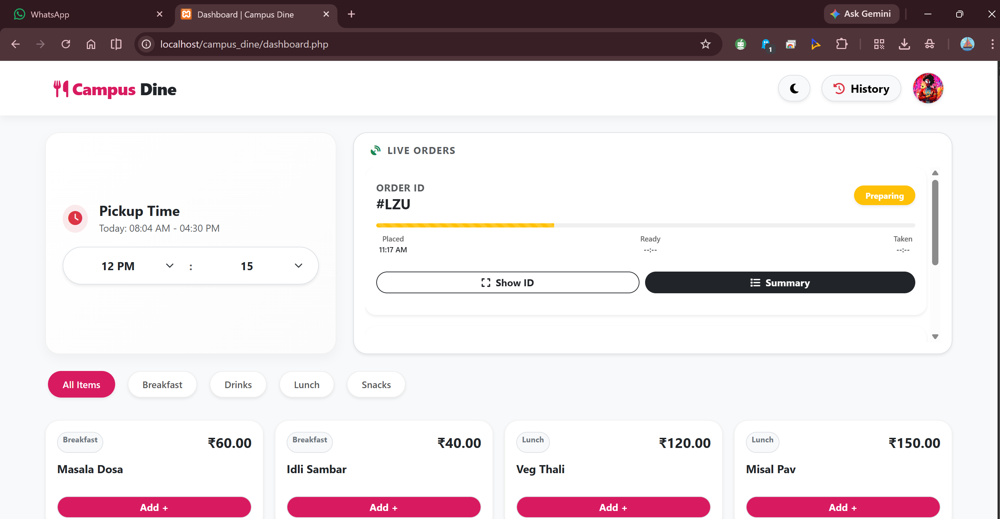 WhatsApp
Dashboard | Campus Dine
Ask Gemini
localhost/campus_dine/dashboard.php
1
Campus Dine
History
LIVE ORDERS
ORDER ID
#LZU
Preparing
Placed
11:17 AM
Ready
--:--
Taken
--:--
Show ID
Summary
Pickup Time
Today: 08:04 AM - 04:30 PM
12 PM : 15
All Items
Breakfast
Drinks
Lunch
Snacks
Breakfast
₹60.00
Masala Dosa
Add +
Breakfast
₹40.00
Idli Sambar
Add +
Lunch
₹120.00
Veg Thali
Add +
Lunch
₹150.00
Misal Pav
Add +